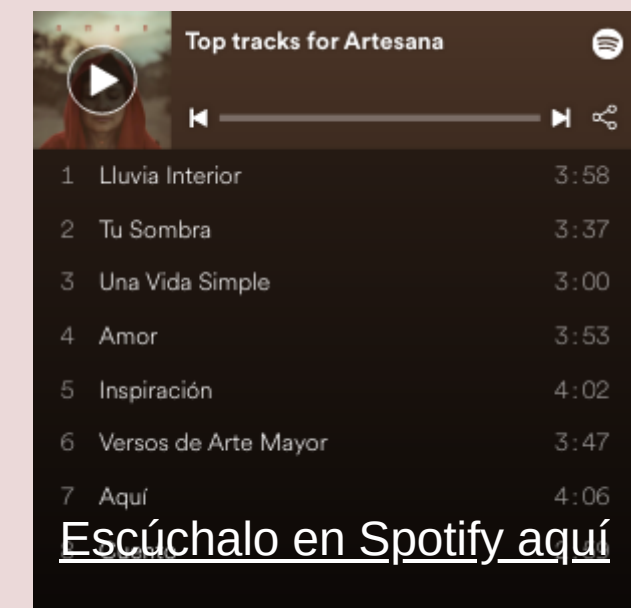 Top tracks for Artesana
1 Lluvia Interior 3:58
2 Tu Sombra 3:37
3 Una Vida Simple 3:00
4 Amor 3:53
5 Inspiración 4:02
6 Versos de Arte Mayor 3:47
7 Aquí 4:06
Escúchalo en Spotify aquí